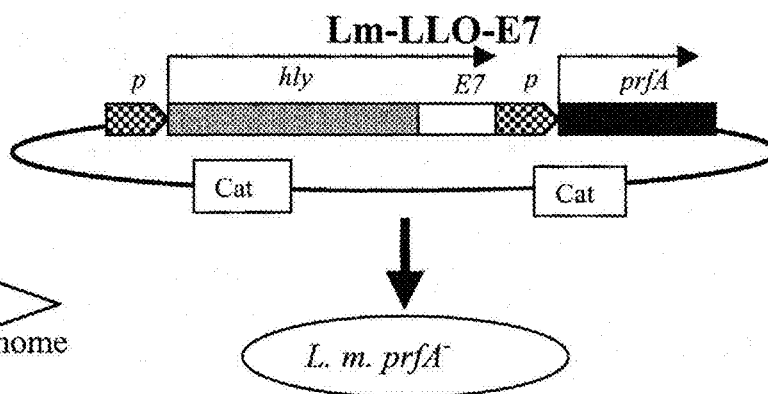 Lm-LLO-E7
p hly E7 p prfA
Cat Cat
L. m. prfA⁻
nome